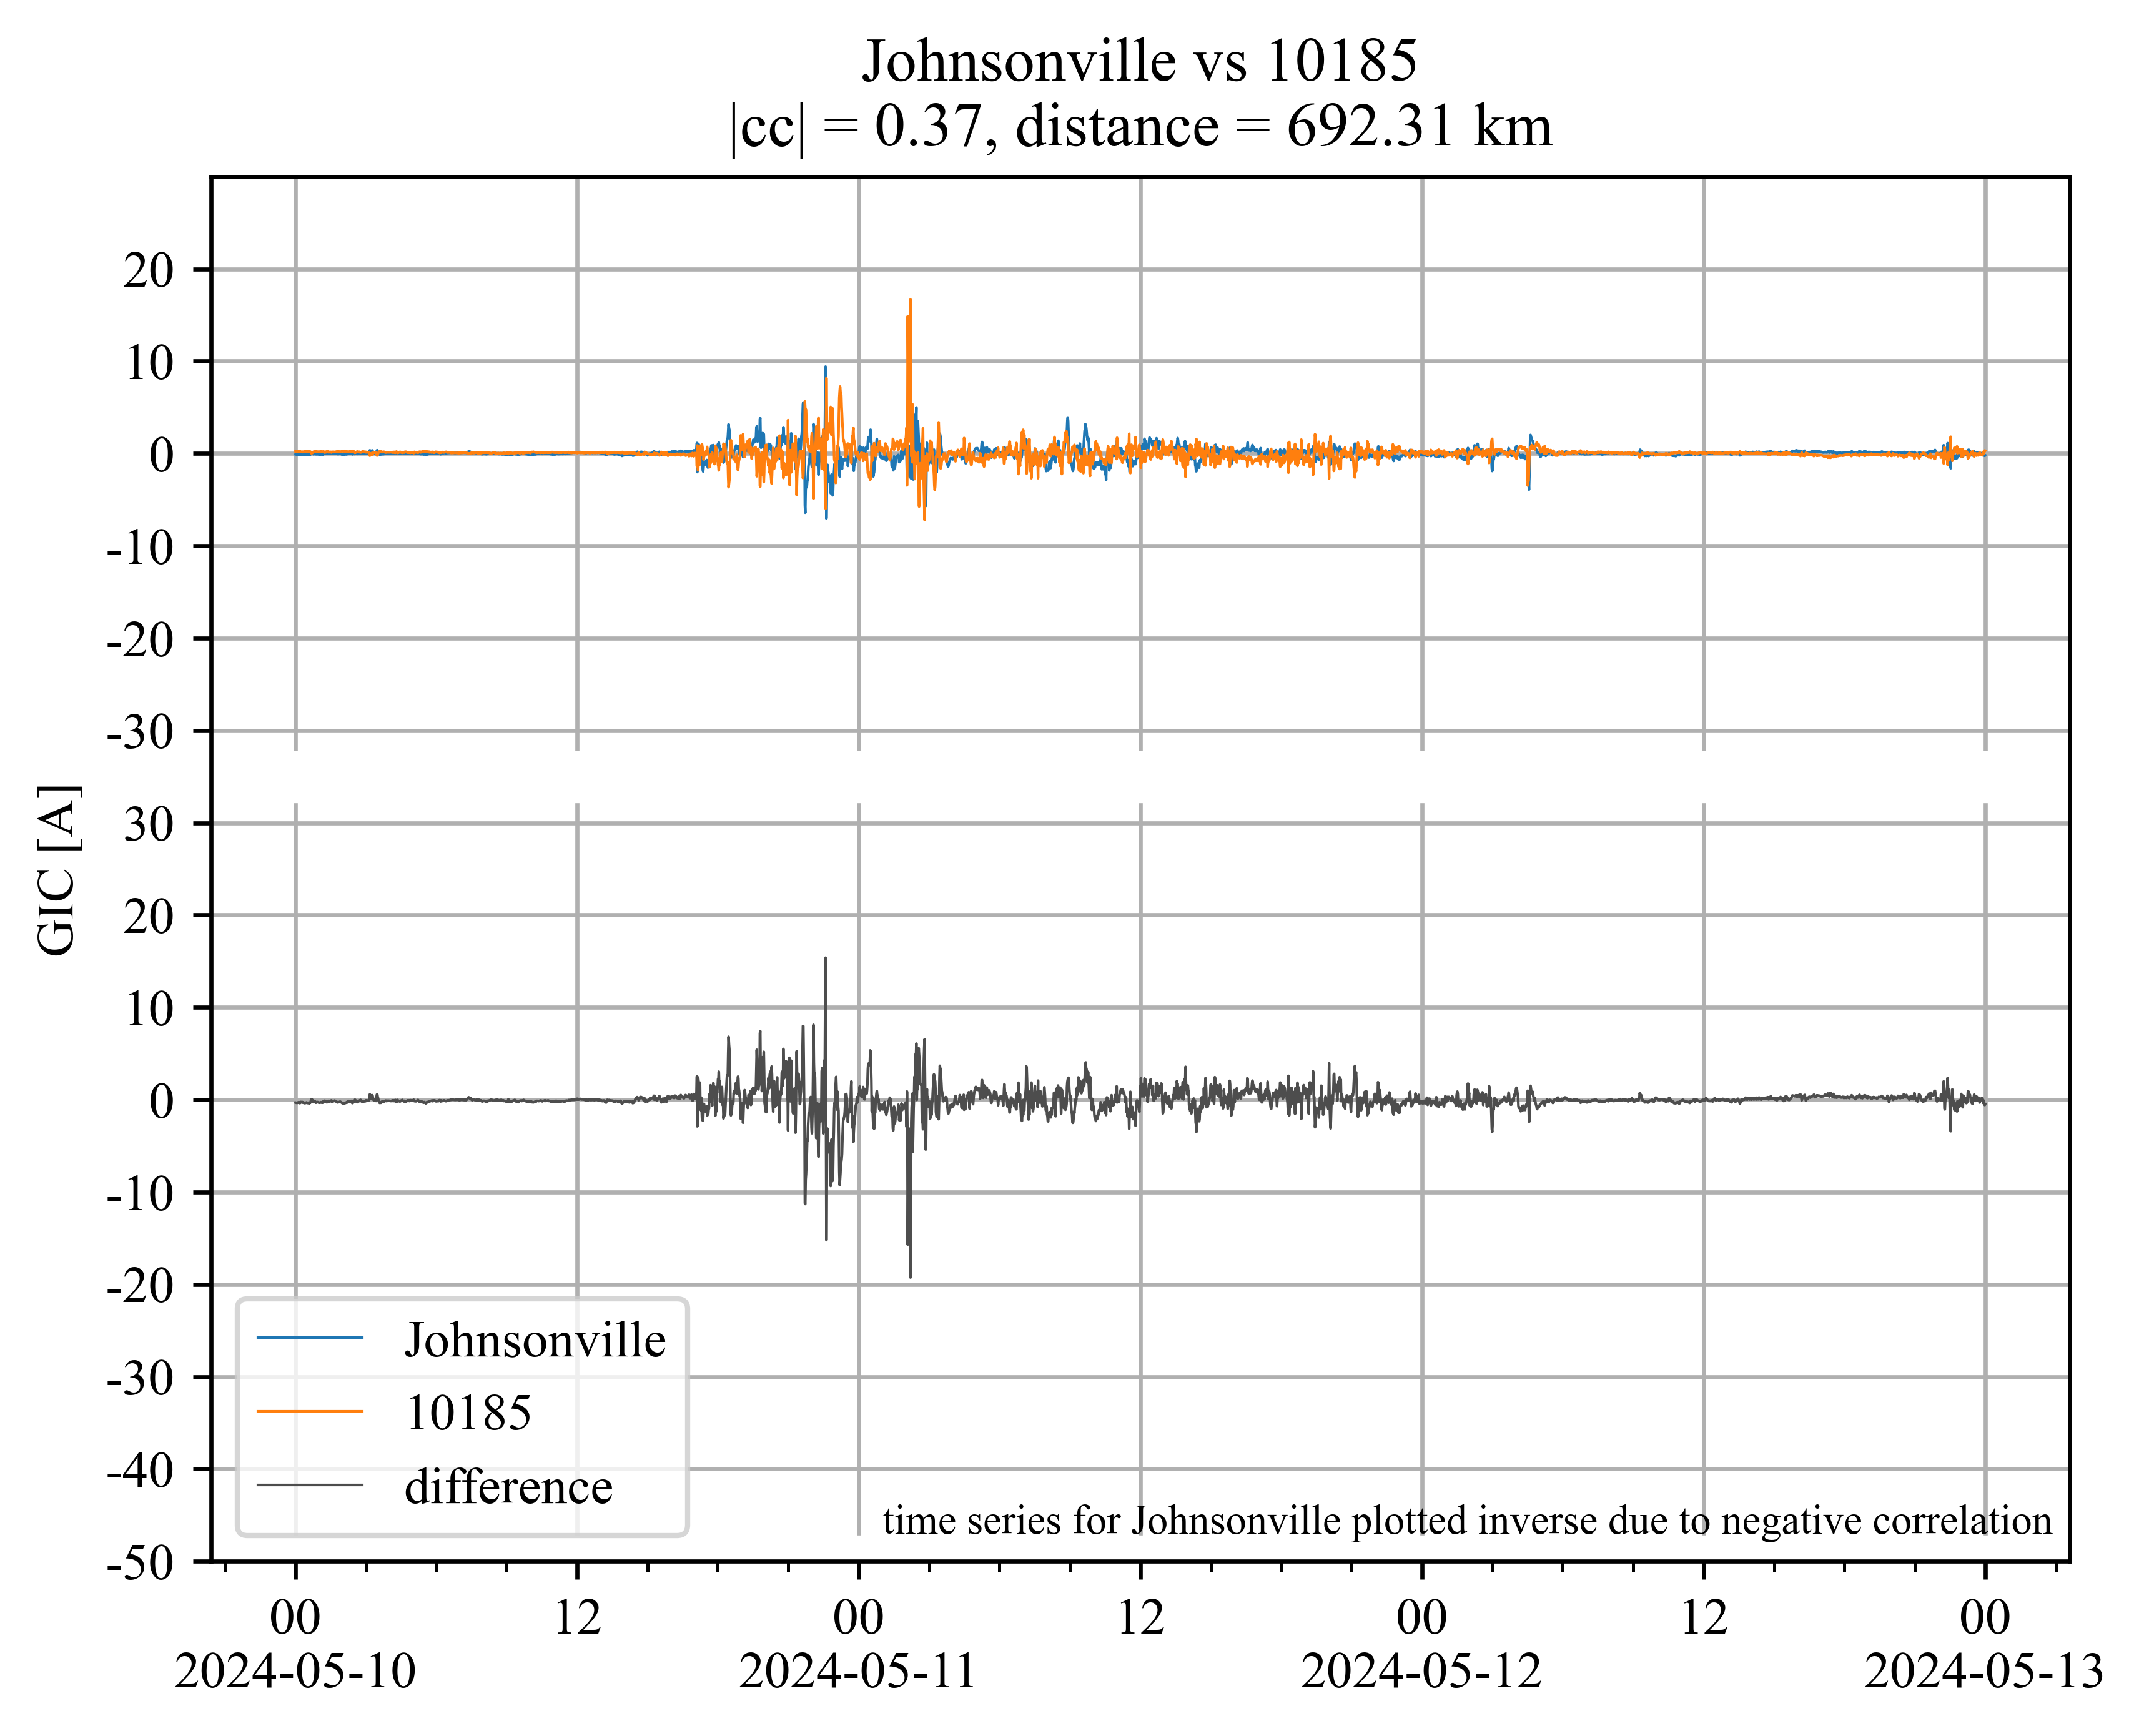 Johnsonville vs 10185
|cc| = 0.37, distance = 692.31 km
GIC [A]
20
10
0
-10
-20
-30
30
20
10
0
-10
-20
-30
-40
-50
Johnsonville
10185
difference
time series for Johnsonville plotted inverse due to negative correlation
00 12 00 12 00 12 00
2024-05-10 2024-05-11 2024-05-12 2024-05-13